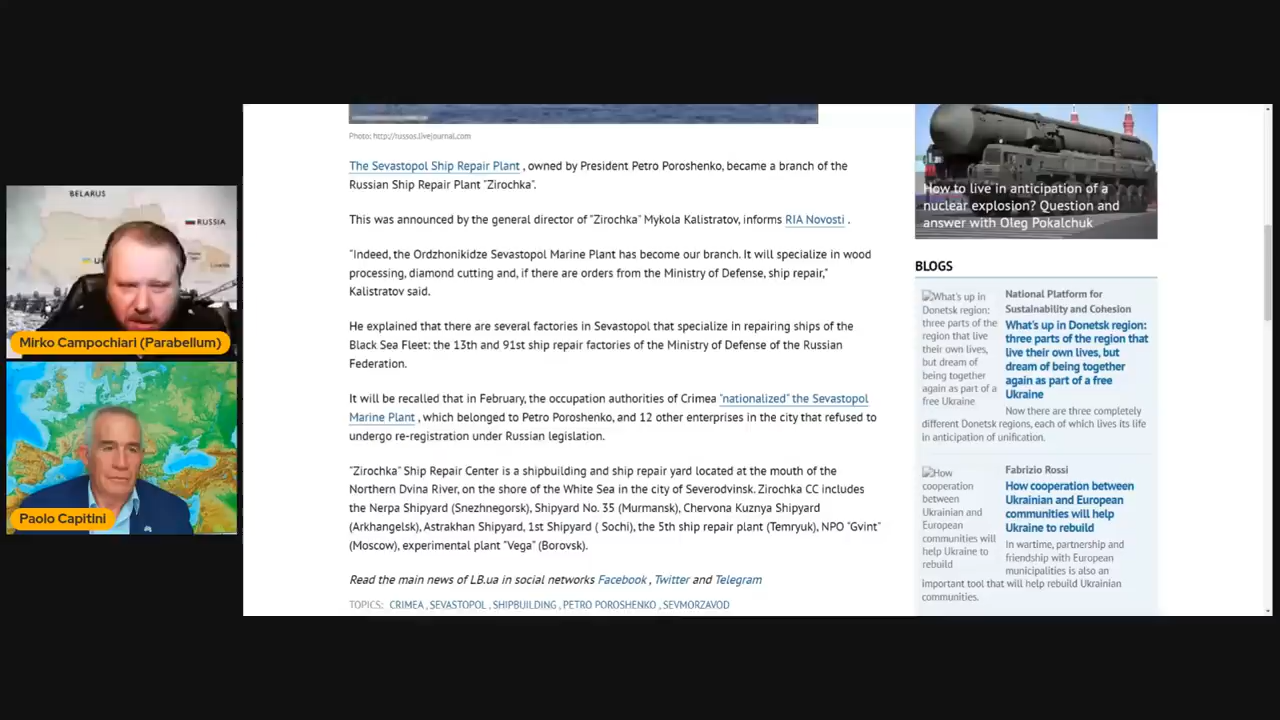 BELARUS
RUSSIA
Mirko Campochiari (Parabellum)
Paolo Capitini
Photo: http://russos.livejournal.com
The Sevastopol Ship Repair Plant , owned by President Petro Poroshenko, became a branch of the
Russian Ship Repair Plant "Zirochka".
This was announced by the general director of "Zirochka" Mykola Kalistratov, informs RIA Novosti .
"Indeed, the Ordzhonikidze Sevastopol Marine Plant has become our branch. It will specialize in wood
processing, diamond cutting and, if there are orders from the Ministry of Defense, ship repair,"
Kalistratov said.
He explained that there are several factories in Sevastopol that specialize in repairing ships of the
Black Sea Fleet: the 13th and 91st ship repair factories of the Ministry of Defense of the Russian
Federation.
It will be recalled that in February, the occupation authorities of Crimea "nationalized" the Sevastopol
Marine Plant , which belonged to Petro Poroshenko, and 12 other enterprises in the city that refused to
undergo re-registration under Russian legislation.
"Zirochka" Ship Repair Center is a shipbuilding and ship repair yard located at the mouth of the
Northern Dvina River, on the shore of the White Sea in the city of Severodvinsk. Zirochka CC includes
the Nerpa Shipyard (Snezhnegorsk), Shipyard No. 35 (Murmansk), Chervona Kuznya Shipyard
(Arkhangelsk), Astrakhan Shipyard, 1st Shipyard ( Sochi), the 5th ship repair plant (Temryuk), NPO "Gvint"
(Moscow), experimental plant "Vega" (Borovsk).
Read the main news of LB.ua in social networks Facebook , Twitter and Telegram
TOPICS: CRIMEA , SEVASTOPOL , SHIPBUILDING , PETRO POROSHENKO , SEVMORZAVOD
How to live in anticipation of a
nuclear explosion? Question and
answer with Oleg Pokalchuk
BLOGS
What's up in
Donetsk region:
three parts of
the region that
live their own
lives, but
dream of being
together again
as part of a
free Ukraine
National Platform for
Sustainability and Cohesion
What's up in Donetsk region:
three parts of the region that
live their own lives, but
dream of being together
again as part of a free
Ukraine
Now there are three completely
different Donetsk regions, each of which lives its life
in anticipation of unification.
How
cooperation
between
Ukrainian and
European
communities will
help Ukraine to
rebuild
Fabrizio Rossi
How cooperation between
Ukrainian and European
communities will help
Ukraine to rebuild
In wartime, partnership and
friendship with European
municipalities is also an
important tool that will help rebuild Ukrainian
communities.